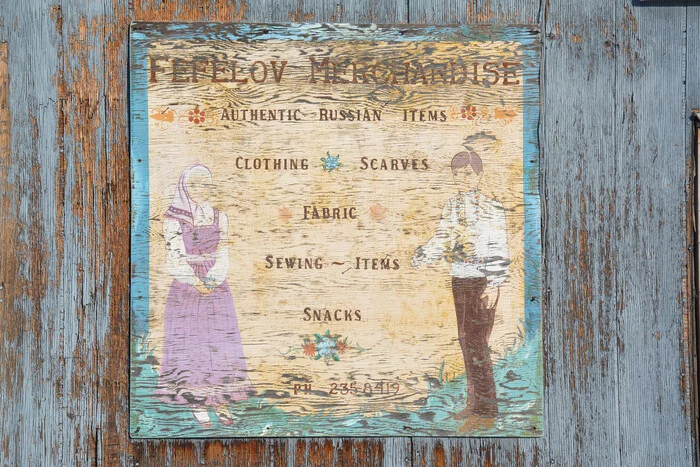 Fefelov Merchandise
Authentic ~ Russian Items
Clothing Scarves
Fabric
Sewing ~ Items
Snacks
PH 235-8419